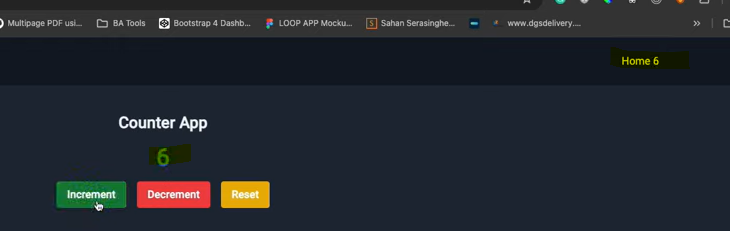 Multipage PDF usi... BA Tools Bootstrap 4 Dashb... LOOP APP Mocku... Sahan Serasinghe... www.dgsdelivery.... »
Home 6
Counter App
6
Increment Decrement Reset